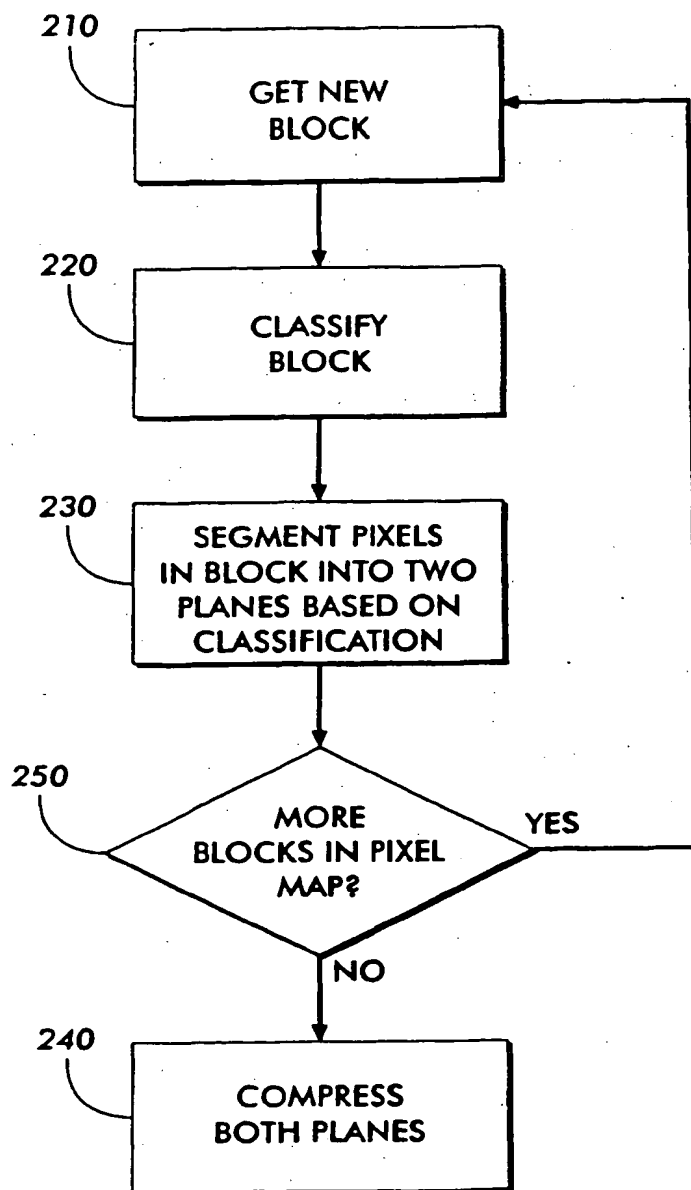 210
GET NEW
BLOCK
220
CLASSIFY
BLOCK
230
SEGMENT PIXELS
IN BLOCK INTO TWO
PLANES BASED ON
CLASSIFICATION
250
MORE
BLOCKS IN PIXEL
MAP?
YES
NO
240
COMPRESS
BOTH PLANES